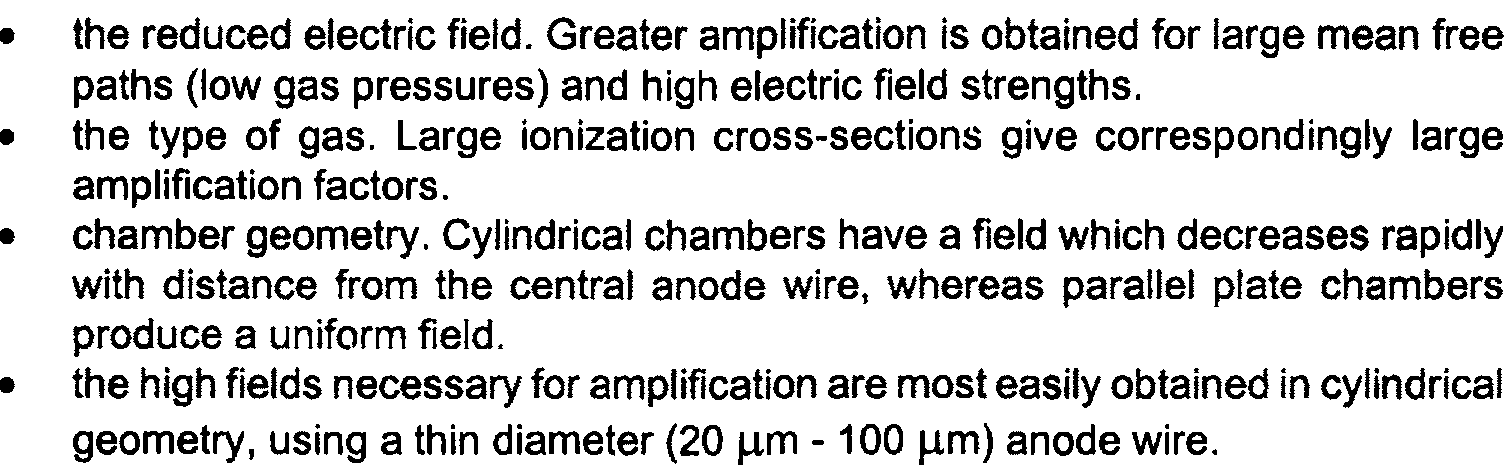 • the reduced electric field. Greater amplification is obtained for large mean free
paths (low gas pressures) and high electric field strengths.
• the type of gas. Large ionization cross-sections give correspondingly large
amplification factors.
• chamber geometry. Cylindrical chambers have a field which decreases rapidly
with distance from the central anode wire, whereas parallel plate chambers
produce a uniform field.
• the high fields necessary for amplification are most easily obtained in cylindrical
geometry, using a thin diameter (20 µm - 100 µm) anode wire.